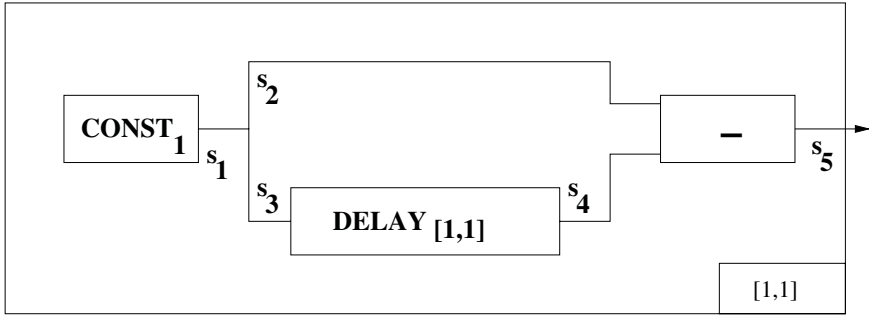 s2
CONST1
s1
–
s5
s3
s4
DELAY [1,1]
[1,1]